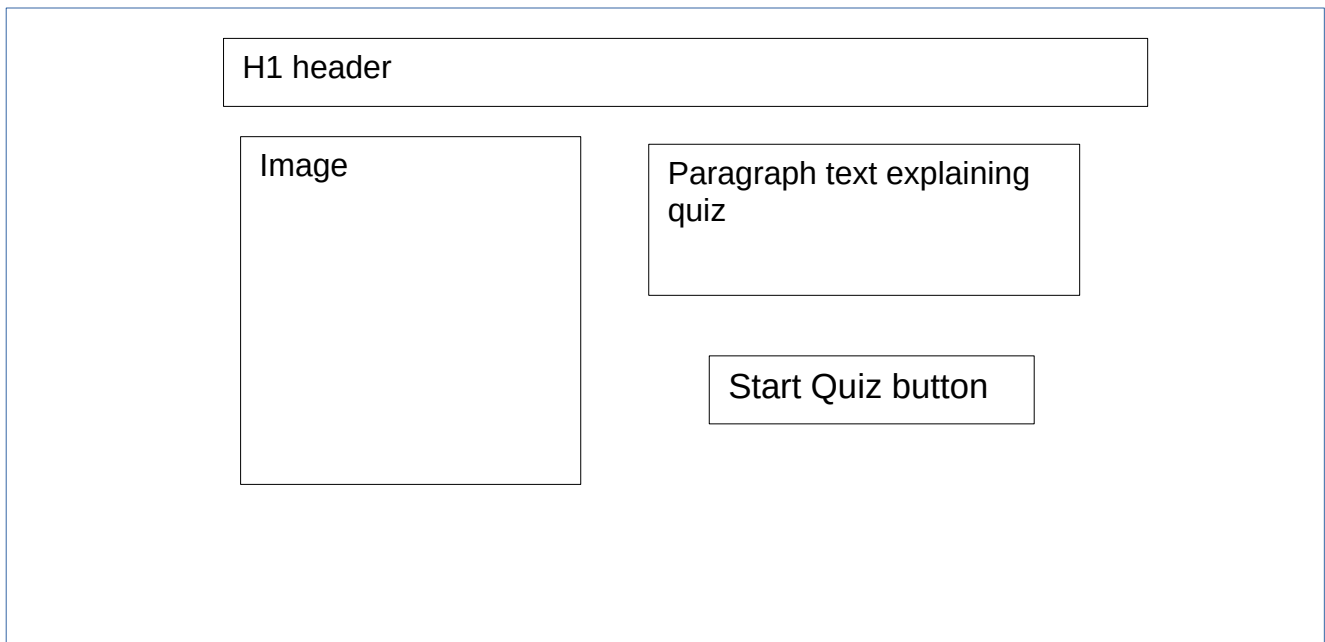 H1 header
Image
Paragraph text explaining
quiz
Start Quiz button